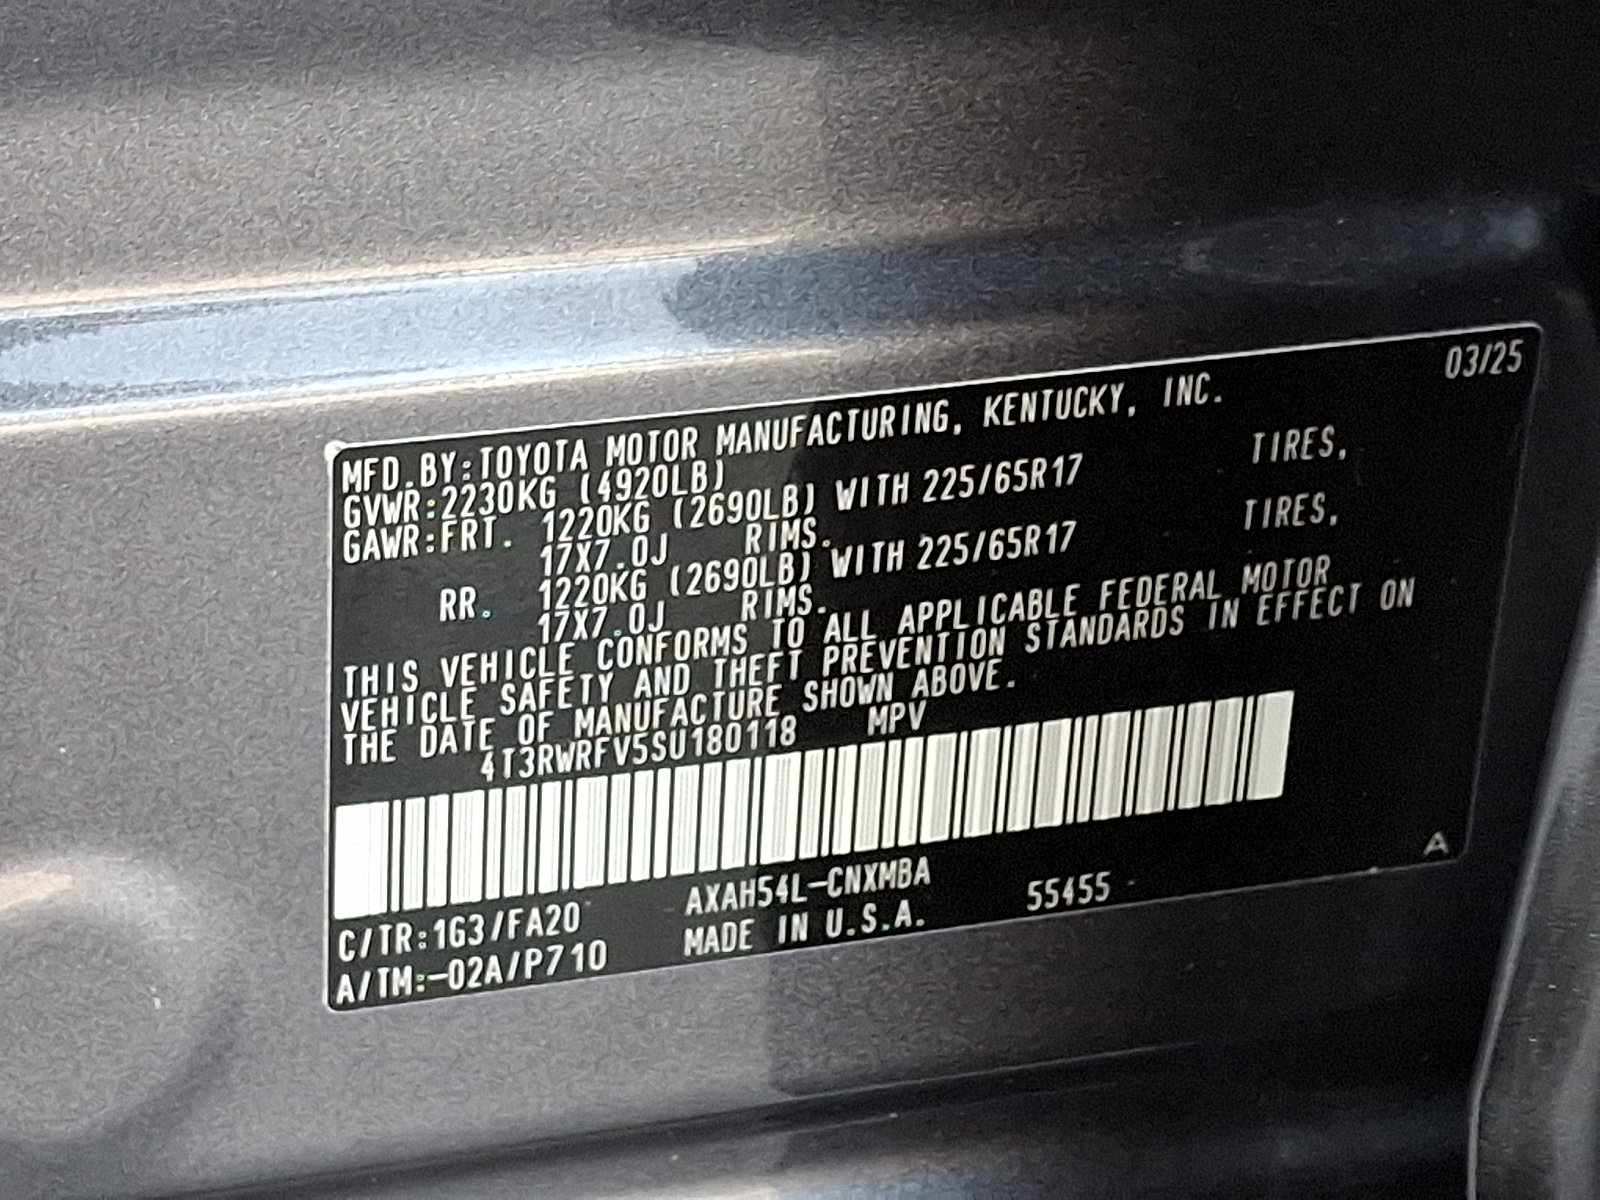 03/25
MFD.BY:TOYOTA MOTOR MANUFACTURING, KENTUCKY, INC.
GVWR:2230KG (4920LB)
GAWR:FRT. 1220KG (2690LB) WITH 225/65R17 TIRES,
17X7.0J RIMS.
RR. 1220KG (2690LB) WITH 225/65R17 TIRES,
17X7.0J RIMS.
THIS VEHICLE CONFORMS TO ALL APPLICABLE FEDERAL MOTOR
VEHICLE SAFETY AND THEFT PREVENTION STANDARDS IN EFFECT ON
THE DATE OF MANUFACTURE SHOWN ABOVE.
4T3RWRFV5SU180118 MPV
C/TR:1G3/FA20 AXAH54L-CNXMBA
A/TM:-02A/P710 MADE IN U.S.A. 55455
A